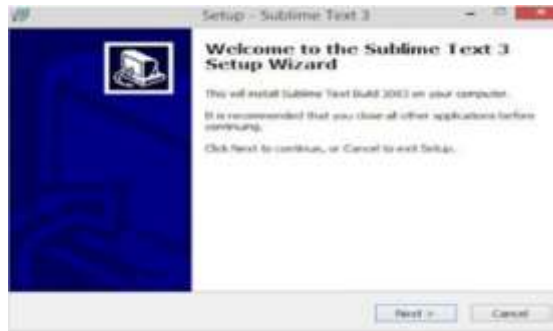 Setup - Sublime Text 3
Welcome to the Sublime Text 3
Setup Wizard
This will install Sublime Text Build on your computer.
It is recommended that you close all other applications before
continuing.
Click Next to continue, or Cancel to exit Setup.
Next >
Cancel